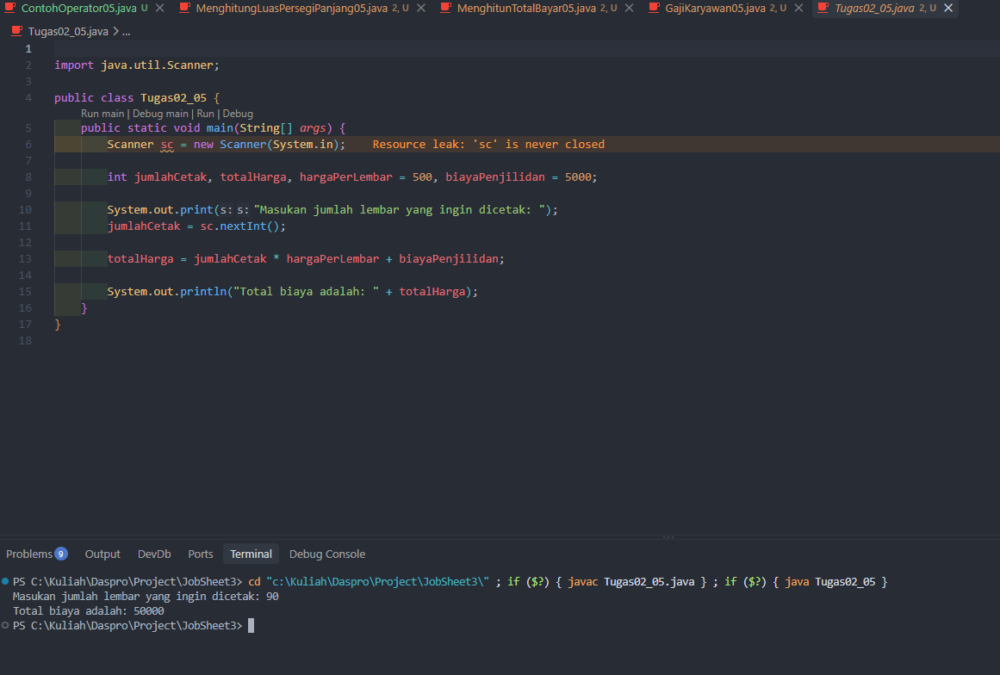 ContohOperator05.java U MenghitungLuasPersegiPanjang05.java 2, U MenghitunTotalBayar05.java 2, U GajiKaryawan05.java 2, U Tugas02_05.java 2, U
Tugas02_05.java > ...
1
2 import java.util.Scanner;
3
4 public class Tugas02_05 {
Run main | Debug main | Run | Debug
5 public static void main(String[] args) {
6 Scanner sc = new Scanner(System.in); Resource leak: 'sc' is never closed
7
8 int jumlahCetak, totalHarga, hargaPerLembar = 500, biayaPenjilidan = 5000;
9
10 System.out.print(s: s: "Masukan jumlah lembar yang ingin dicetak: ");
11 jumlahCetak = sc.nextInt();
12
13 totalHarga = jumlahCetak * hargaPerLembar + biayaPenjilidan;
14
15 System.out.println("Total biaya adalah: " + totalHarga);
16 }
17 }
18
Problems 9 Output DevDb Ports Terminal Debug Console
PS C:\Kuliah\Daspro\Project\JobSheet3> cd "c:\Kuliah\Daspro\Project\JobSheet3\" ; if ($?) { javac Tugas02_05.java } ; if ($?) { java Tugas02_05 }
Masukan jumlah lembar yang ingin dicetak: 90
Total biaya adalah: 50000
PS C:\Kuliah\Daspro\Project\JobSheet3>